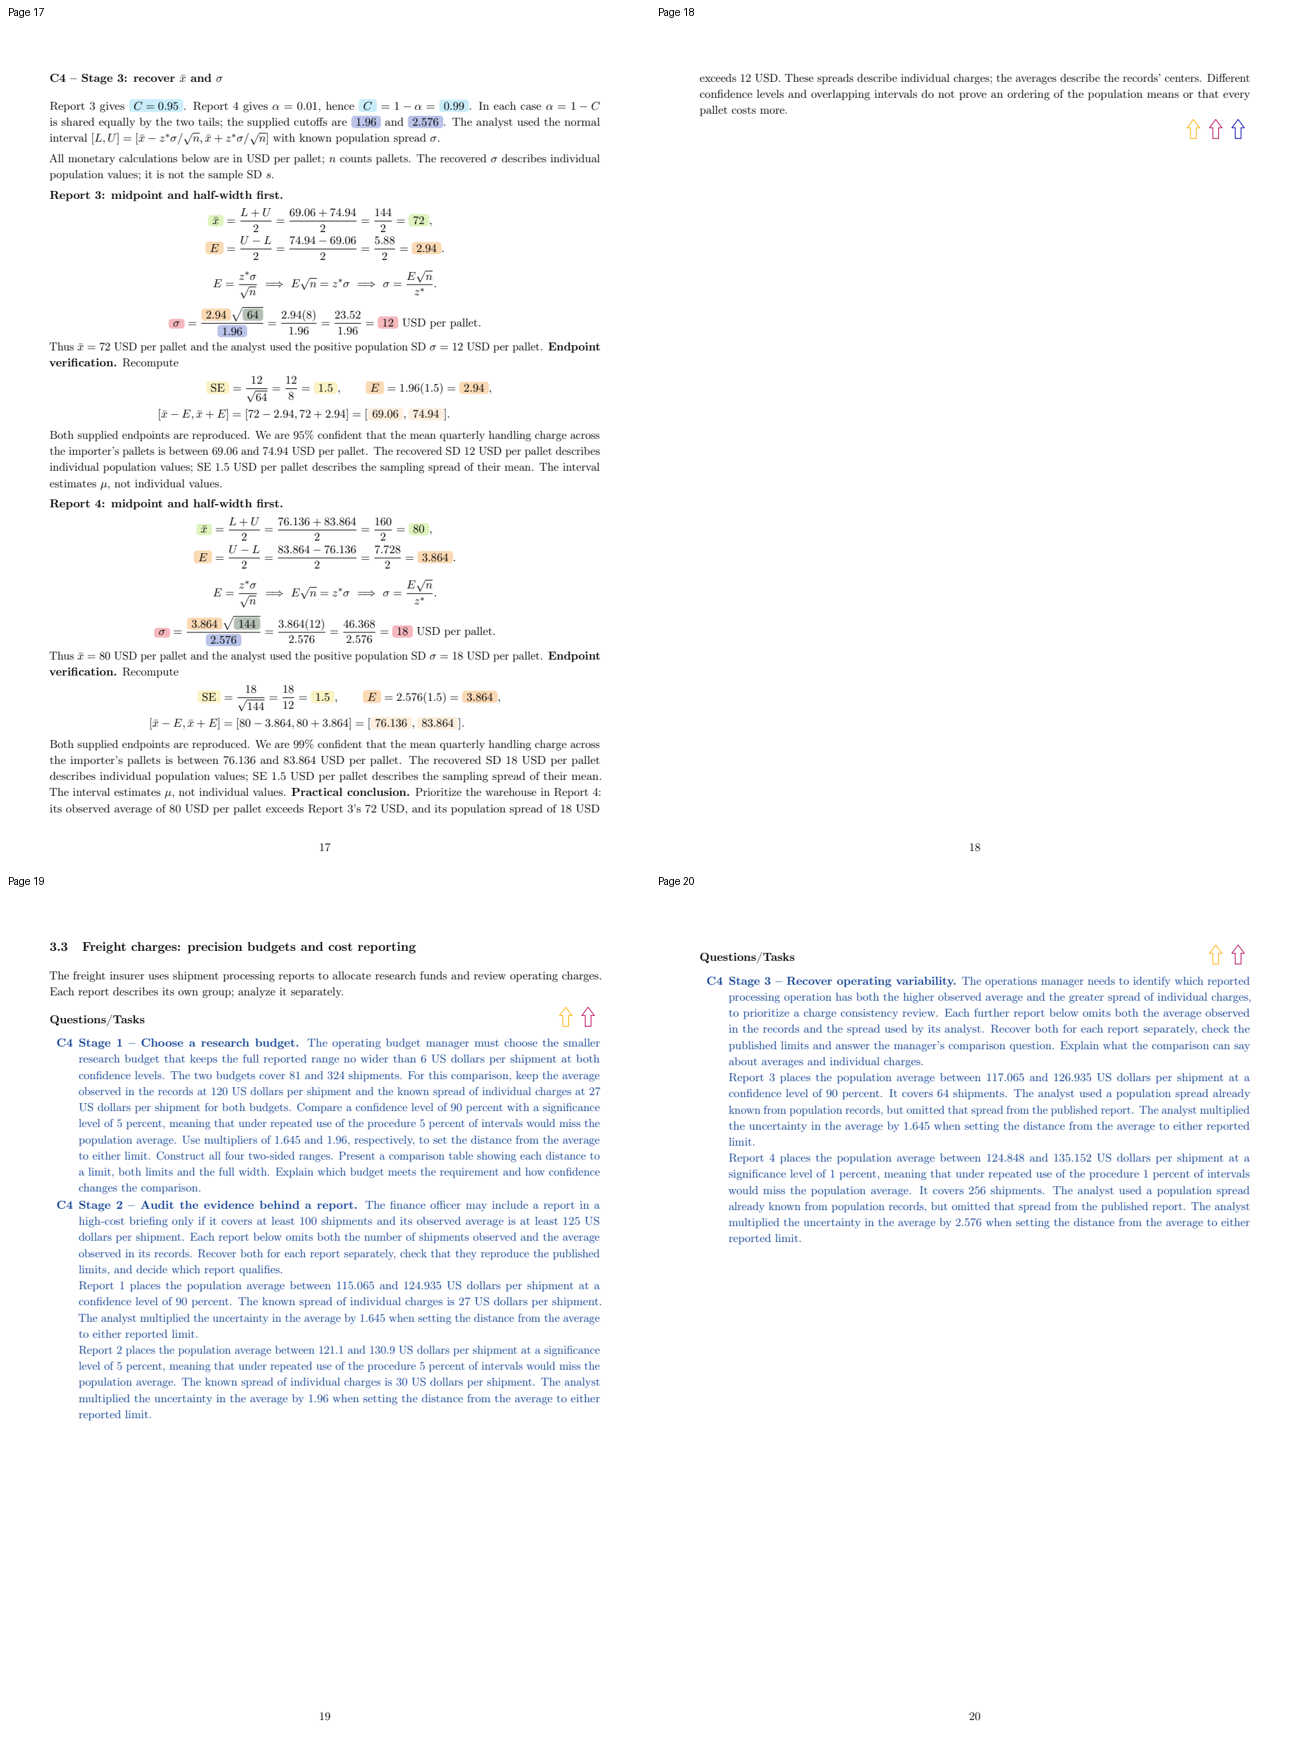 Page 17
C4 – Stage 3: recover x̄ and σ
Report 3 gives C = 0.95 . Report 4 gives α = 0.01, hence C = 1 − α = 0.99 . In each case α = 1 − C
is shared equally by the two tails; the supplied cutoffs are 1.96 and 2.576 . The analyst used the normal
interval [L, U] = [x̄ − z*σ/√n, x̄ + z*σ/√n] with known population spread σ.
All monetary calculations below are in USD per pallet; n counts pallets. The recovered σ describes individual
population values; it is not the sample SD s.
Report 3: midpoint and half-width first.
x̄ = (L + U)/2 = (69.06 + 74.94)/2 = 144/2 = 72 ,
E = (U − L)/2 = (74.94 − 69.06)/2 = 5.88/2 = 2.94 .
E = z*σ/√n ⟹ E√n = z*σ ⟹ σ = E√n/z*.
σ = 2.94 √64 / 1.96 = 2.94(8)/1.96 = 23.52/1.96 = 12 USD per pallet.
Thus x̄ = 72 USD per pallet and the analyst used the positive population SD σ = 12 USD per pallet. Endpoint
verification. Recompute
SE = 12/√64 = 12/8 = 1.5 , E = 1.96(1.5) = 2.94 ,
[x̄ − E, x̄ + E] = [72 − 2.94, 72 + 2.94] = [ 69.06 , 74.94 ].
Both supplied endpoints are reproduced. We are 95% confident that the mean quarterly handling charge across
the importer's pallets is between 69.06 and 74.94 USD per pallet. The recovered SD 12 USD per pallet describes
individual population values; SE 1.5 USD per pallet describes the sampling spread of their mean. The interval
estimates μ, not individual values.
Report 4: midpoint and half-width first.
x̄ = (L + U)/2 = (76.136 + 83.864)/2 = 160/2 = 80 ,
E = (U − L)/2 = (83.864 − 76.136)/2 = 7.728/2 = 3.864 .
E = z*σ/√n ⟹ E√n = z*σ ⟹ σ = E√n/z*.
σ = 3.864 √144 / 2.576 = 3.864(12)/2.576 = 46.368/2.576 = 18 USD per pallet.
Thus x̄ = 80 USD per pallet and the analyst used the positive population SD σ = 18 USD per pallet. Endpoint
verification. Recompute
SE = 18/√144 = 18/12 = 1.5 , E = 2.576(1.5) = 3.864 ,
[x̄ − E, x̄ + E] = [80 − 3.864, 80 + 3.864] = [ 76.136 , 83.864 ].
Both supplied endpoints are reproduced. We are 99% confident that the mean quarterly handling charge across
the importer's pallets is between 76.136 and 83.864 USD per pallet. The recovered SD 18 USD per pallet
describes individual population values; SE 1.5 USD per pallet describes the sampling spread of their mean.
The interval estimates μ, not individual values. Practical conclusion. Prioritize the warehouse in Report 4:
its observed average of 80 USD per pallet exceeds Report 3's 72 USD, and its population spread of 18 USD
17
Page 18
exceeds 12 USD. These spreads describe individual charges; the averages describe the records' centers. Different
confidence levels and overlapping intervals do not prove an ordering of the population means or that every
pallet costs more.
18
Page 19
3.3 Freight charges: precision budgets and cost reporting
The freight insurer uses shipment processing reports to allocate research funds and review operating charges.
Each report describes its own group; analyze it separately.
Questions/Tasks
C4 Stage 1 – Choose a research budget. The operating budget manager must choose the smaller
research budget that keeps the full reported range no wider than 6 US dollars per shipment at both
confidence levels. The two budgets cover 81 and 324 shipments. For this comparison, keep the average
observed in the records at 120 US dollars per shipment and the known spread of individual charges at 27
US dollars per shipment for both budgets. Compare a confidence level of 90 percent with a significance
level of 5 percent, meaning that under repeated use of the procedure 5 percent of intervals would miss the
population average. Use multipliers of 1.645 and 1.96, respectively, to set the distance from the average
to either limit. Construct all four two-sided ranges. Present a comparison table showing each distance to
a limit, both limits and the full width. Explain which budget meets the requirement and how confidence
changes the comparison.
C4 Stage 2 – Audit the evidence behind a report. The finance officer may include a report in a
high-cost briefing only if it covers at least 100 shipments and its observed average is at least 125 US
dollars per shipment. Each report below omits both the number of shipments observed and the average
observed in its records. Recover both for each report separately, check that they reproduce the published
limits, and decide which report qualifies.
Report 1 places the population average between 115.065 and 124.935 US dollars per shipment at a
confidence level of 90 percent. The known spread of individual charges is 27 US dollars per shipment.
The analyst multiplied the uncertainty in the average by 1.645 when setting the distance from the average
to either reported limit.
Report 2 places the population average between 121.1 and 130.9 US dollars per shipment at a significance
level of 5 percent, meaning that under repeated use of the procedure 5 percent of intervals would miss the
population average. The known spread of individual charges is 30 US dollars per shipment. The analyst
multiplied the uncertainty in the average by 1.96 when setting the distance from the average to either
reported limit.
19
Page 20
Questions/Tasks
C4 Stage 3 – Recover operating variability. The operations manager needs to identify which reported
processing operation has both the higher observed average and the greater spread of individual charges,
to prioritize a charge consistency review. Each further report below omits both the average observed
in the records and the spread used by its analyst. Recover both for each report separately, check the
published limits and answer the manager's comparison question. Explain what the comparison can say
about averages and individual charges.
Report 3 places the population average between 117.065 and 126.935 US dollars per shipment at a
confidence level of 90 percent. It covers 64 shipments. The analyst used a population spread already
known from population records, but omitted that spread from the published report. The analyst multiplied
the uncertainty in the average by 1.645 when setting the distance from the average to either reported
limit.
Report 4 places the population average between 124.848 and 135.152 US dollars per shipment at a
significance level of 1 percent, meaning that under repeated use of the procedure 1 percent of intervals
would miss the population average. It covers 256 shipments. The analyst used a population spread
already known from population records, but omitted that spread from the published report. The analyst
multiplied the uncertainty in the average by 2.576 when setting the distance from the average to either
reported limit.
20